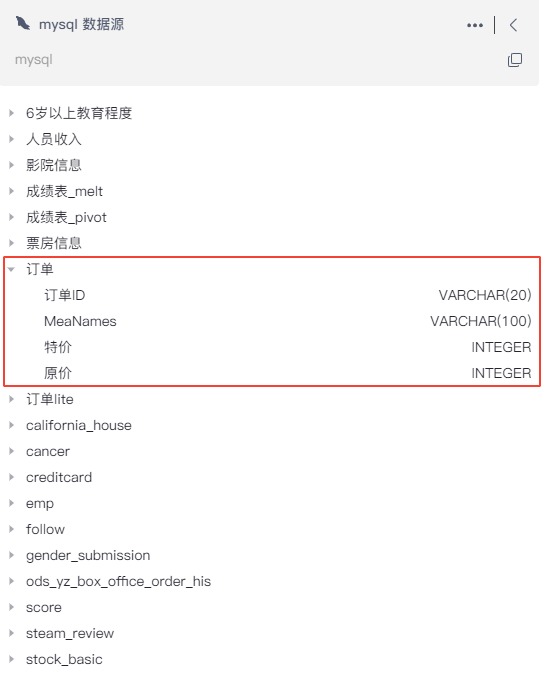 mysql 数据源
mysql
6岁以上教育程度
人员收入
影院信息
成绩表_melt
成绩表_pivot
票房信息
订单
订单ID VARCHAR(20)
MeaNames VARCHAR(100)
特价 INTEGER
原价 INTEGER
订单lite
california_house
cancer
creditcard
emp
follow
gender_submission
ods_yz_box_office_order_his
score
steam_review
stock_basic